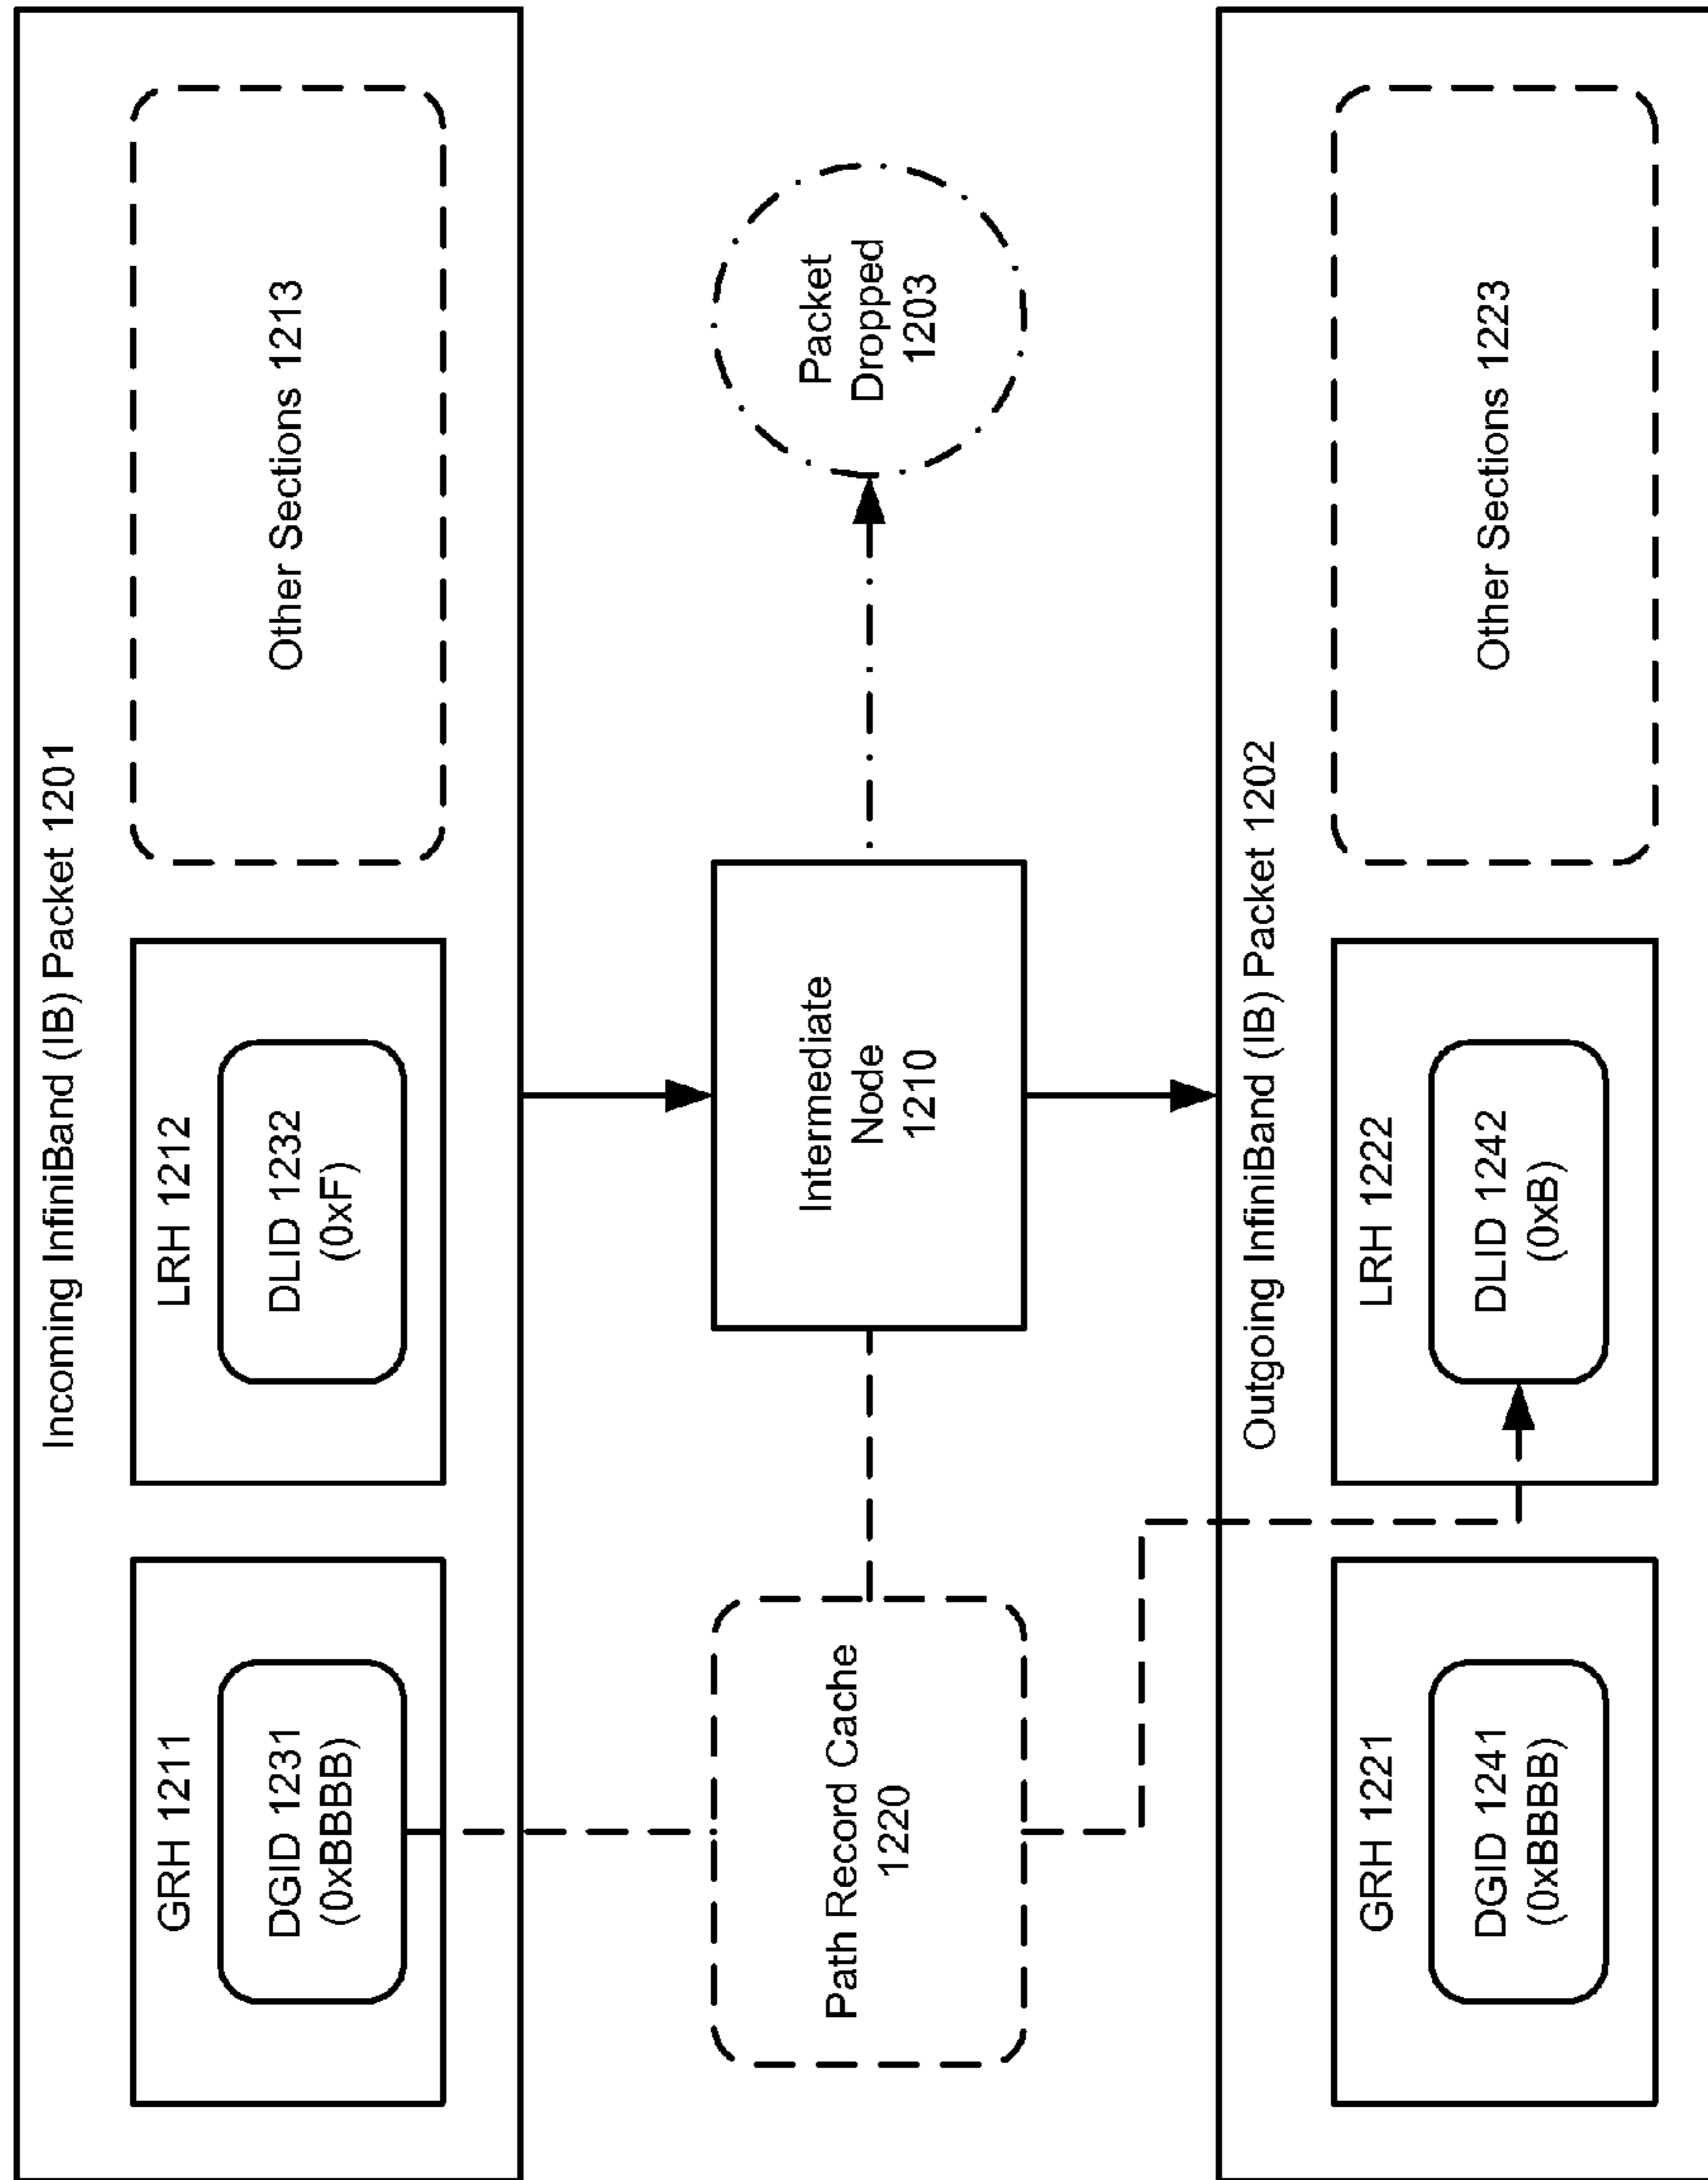 Incoming InfiniBand (IB) Packet 1201
GRH 1211
DGID 1231
(0xBBBB)
LRH 1212
DLID 1232
(0xF)
Other Sections 1213
Path Record Cache
1220
Intermediate
Node
1210
Packet
Dropped
1203
Outgoing InfiniBand (IB) Packet 1202
GRH 1221
DGID 1241
(0xBBBB)
LRH 1222
DLID 1242
(0xB)
Other Sections 1223